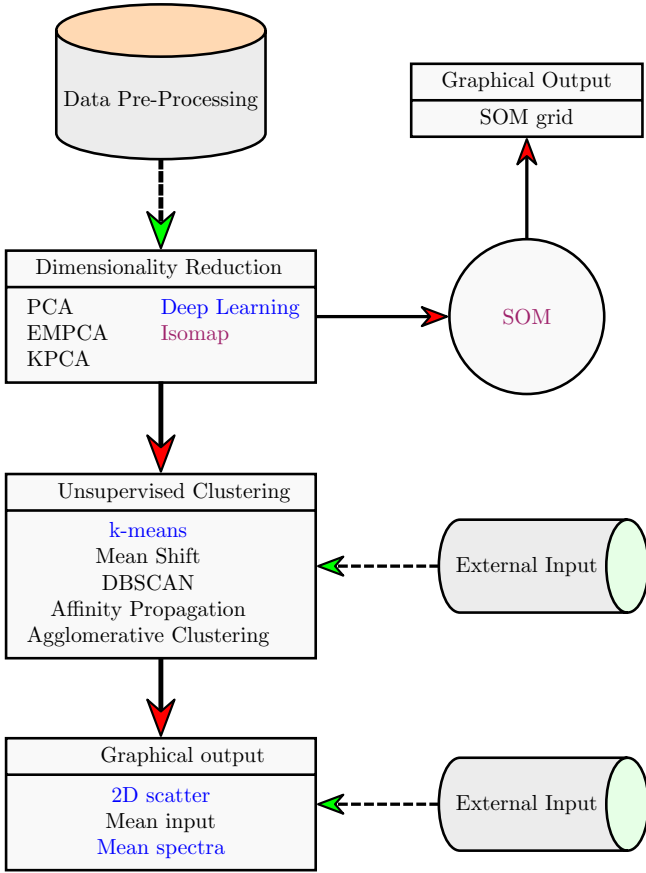 Data Pre-Processing
Graphical Output
SOM grid
Dimensionality Reduction
PCA Deep Learning
EMPCA Isomap
KPCA
SOM
Unsupervised Clustering
k-means
Mean Shift
DBSCAN
Affinity Propagation
Agglomerative Clustering
External Input
Graphical output
2D scatter
Mean input
Mean spectra
External Input